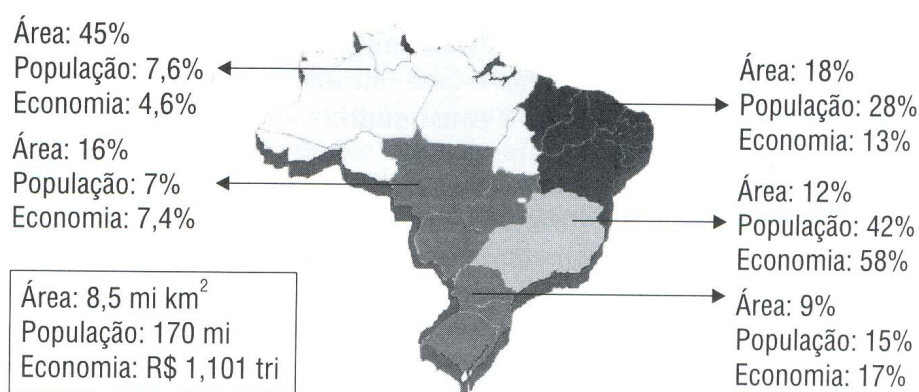 Área: 45%
População: 7,6%
Economia: 4,6%
Área: 16%
População: 7%
Economia: 7,4%
Área: 8,5 mi km²
População: 170 mi
Economia: R$ 1,101 tri
Área: 18%
População: 28%
Economia: 13%
Área: 12%
População: 42%
Economia: 58%
Área: 9%
População: 15%
Economia: 17%